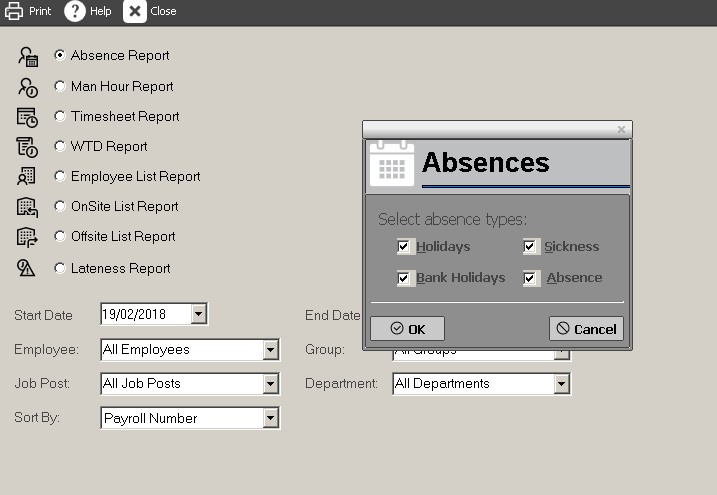 Print Help Close
Absence Report
Man Hour Report
Timesheet Report
WTD Report
Employee List Report
OnSite List Report
Offsite List Report
Lateness Report
Absences
Select absence types:
Holidays Sickness
Bank Holidays Absence
OK Cancel
Start Date 19/02/2018 End Date
Employee: All Employees Group: All Groups
Job Post: All Job Posts Department: All Departments
Sort By: Payroll Number